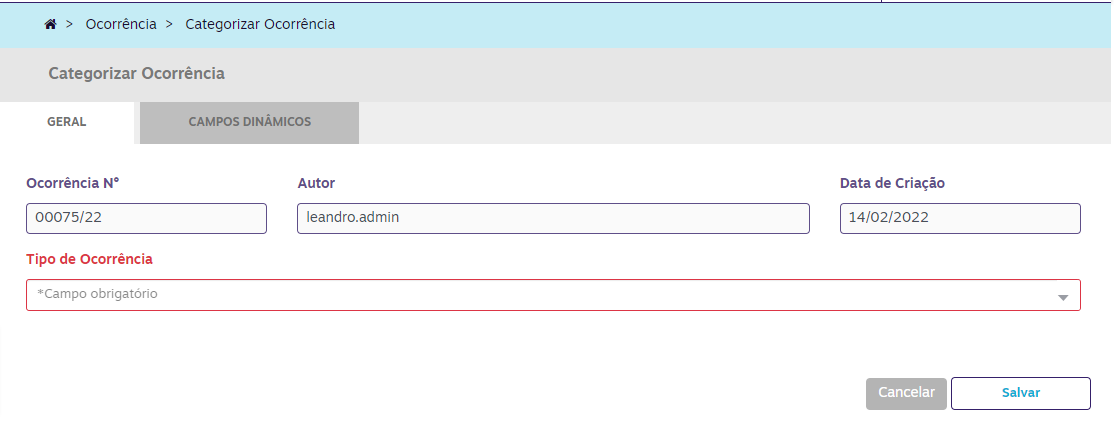 > Ocorrência > Categorizar Ocorrência
Categorizar Ocorrência
GERAL CAMPOS DINÂMICOS
Ocorrência N° Autor Data de Criação
00075/22 leandro.admin 14/02/2022
Tipo de Ocorrência
*Campo obrigatório
Cancelar Salvar